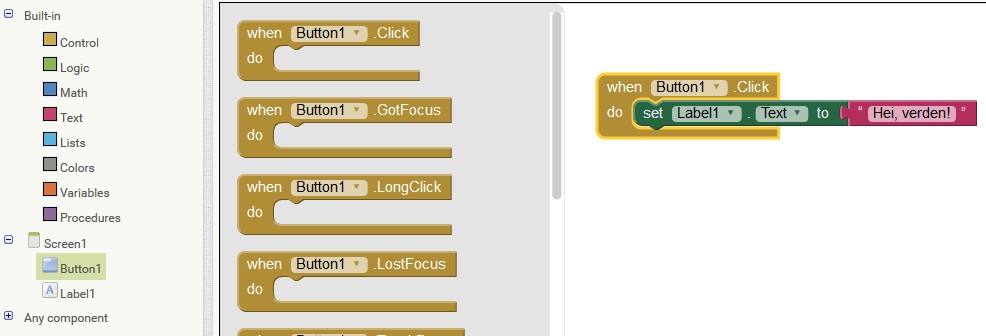 Built-in
Control
Logic
Math
Text
Lists
Colors
Variables
Procedures
Screen1
Button1
Label1
Any component
when Button1 .Click
do
when Button1 .GotFocus
do
when Button1 .LongClick
do
when Button1 .LostFocus
do
when Button1 .Click
do set Label1 . Text to “ Hei, verden! ”